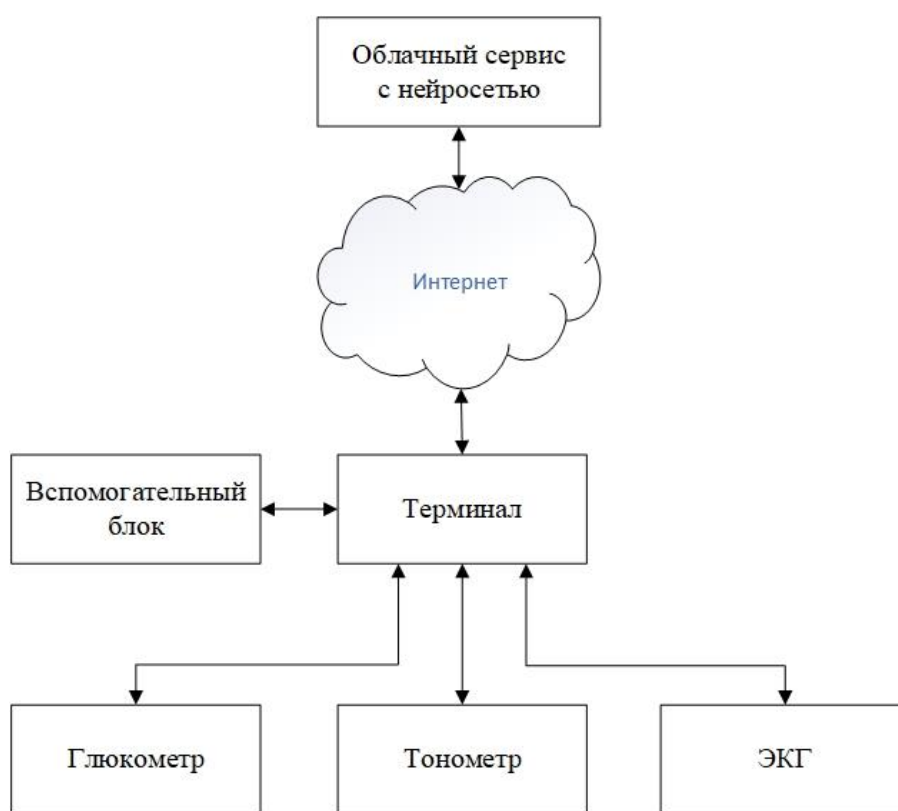 Облачный сервис
с нейросетью
Интернет
Вспомогательный
блок
Терминал
Глюкометр
Тонометр
ЭКГ